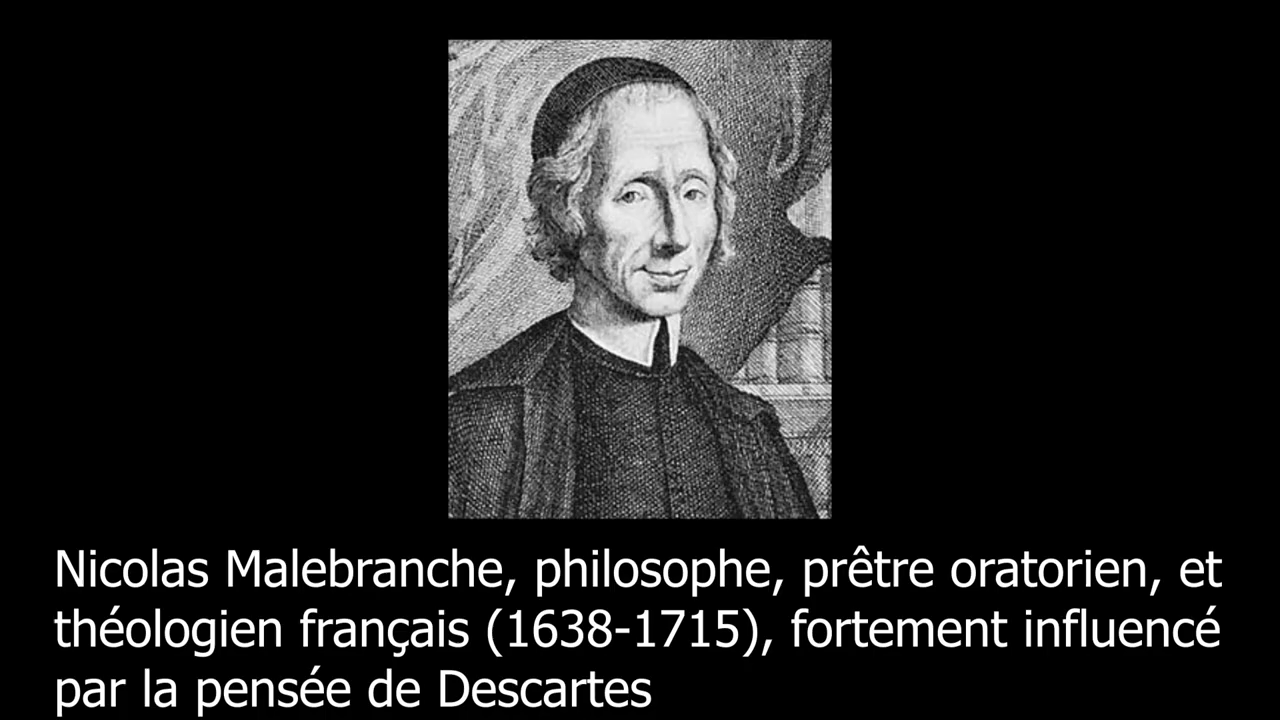 Nicolas Malebranche, philosophe, prêtre oratorien, et
théologien français (1638-1715), fortement influencé
par la pensée de Descartes